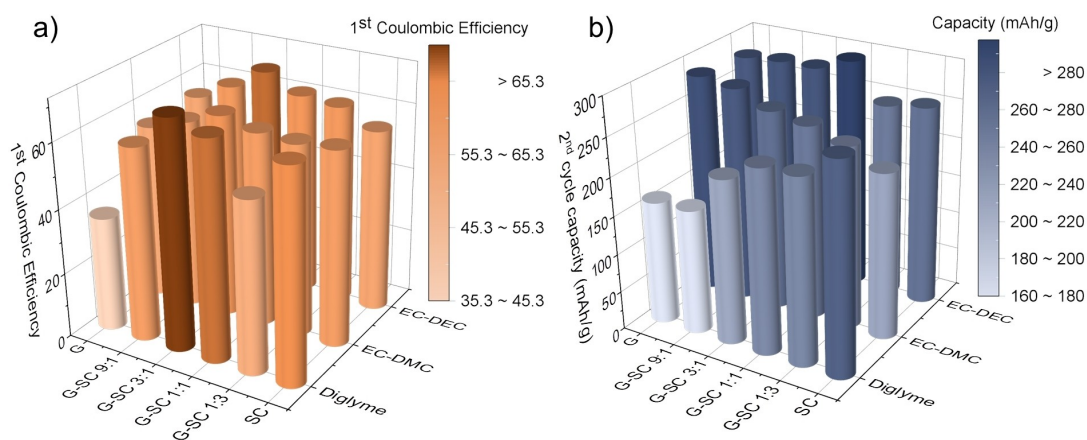 a)
1st Coulombic Efficiency
> 65.3
55.3 ~ 65.3
45.3 ~ 55.3
35.3 ~ 45.3
1st Coulombic Efficiency
60
40
20
0
G
G-SC 9:1
G-SC 3:1
G-SC 1:1
G-SC 1:3
SC
Diglyme
EC-DMC
EC-DEC
b)
Capacity (mAh/g)
> 280
260 ~ 280
240 ~ 260
220 ~ 240
200 ~ 220
180 ~ 200
160 ~ 180
2nd cycle capacity (mAh/g)
300
250
200
150
100
50
0
G
G-SC 9:1
G-SC 3:1
G-SC 1:1
G-SC 1:3
SC
Diglyme
EC-DMC
EC-DEC